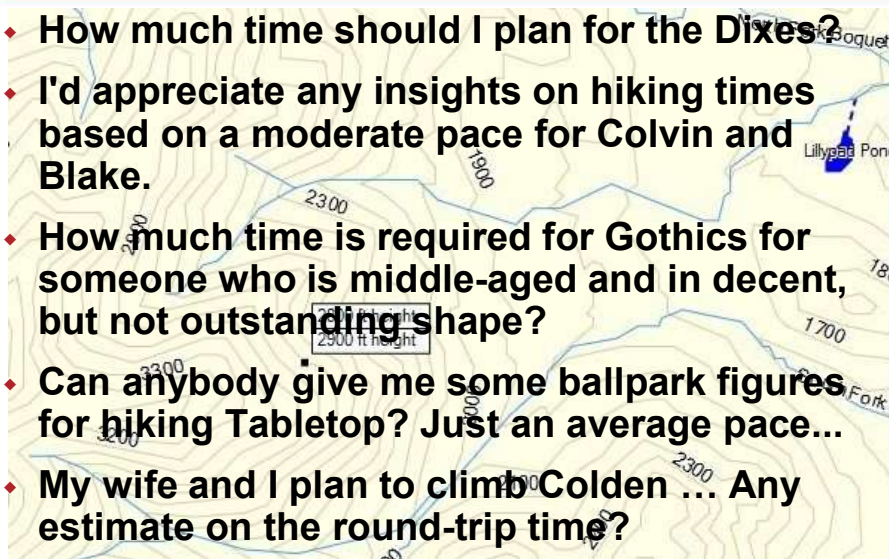 How much time should I plan for the Dixes?
I'd appreciate any insights on hiking times
based on a moderate pace for Colvin and
Blake.
How much time is required for Gothics for
someone who is middle-aged and in decent,
but not outstanding shape?
Can anybody give me some ballpark figures
for hiking Tabletop? Just an average pace...
My wife and I plan to climb Colden … Any
estimate on the round-trip time?
Lillypad Pon
1900
2300
2900 ft height
1700
3300
3200
Fork
2300